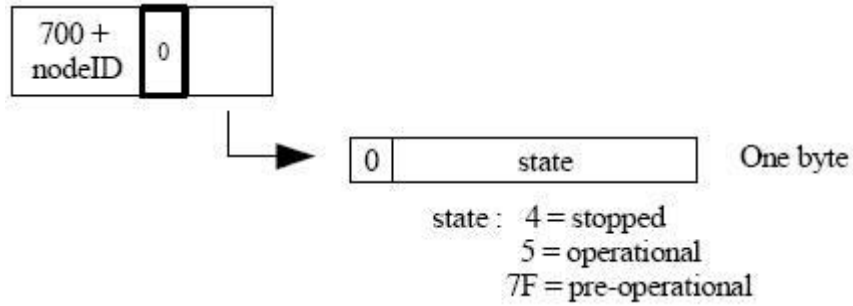 700 +
nodeID
0
0 state One byte
state : 4 = stopped
5 = operational
7F = pre-operational